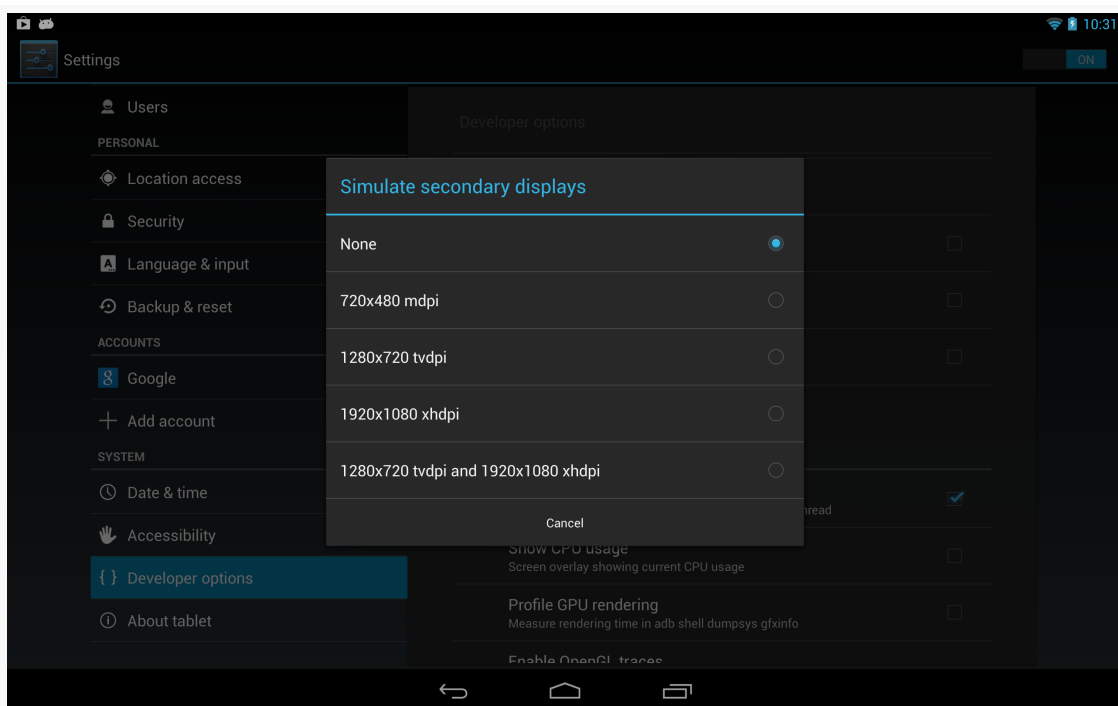 10:31
Settings
ON
Users
PERSONAL
Location access
Security
Language & input
Backup & reset
ACCOUNTS
Google
Add account
SYSTEM
Date & time
Accessibility
{ } Developer options
About tablet
Developer options
Simulate secondary displays
None
720x480 mdpi
1280x720 tvdpi
1920x1080 xhdpi
1280x720 tvdpi and 1920x1080 xhdpi
Cancel
hread
Show CPU usage
Screen overlay showing current CPU usage
Profile GPU rendering
Measure rendering time in adb shell dumpsys gfxinfo
Enable OpenGL traces